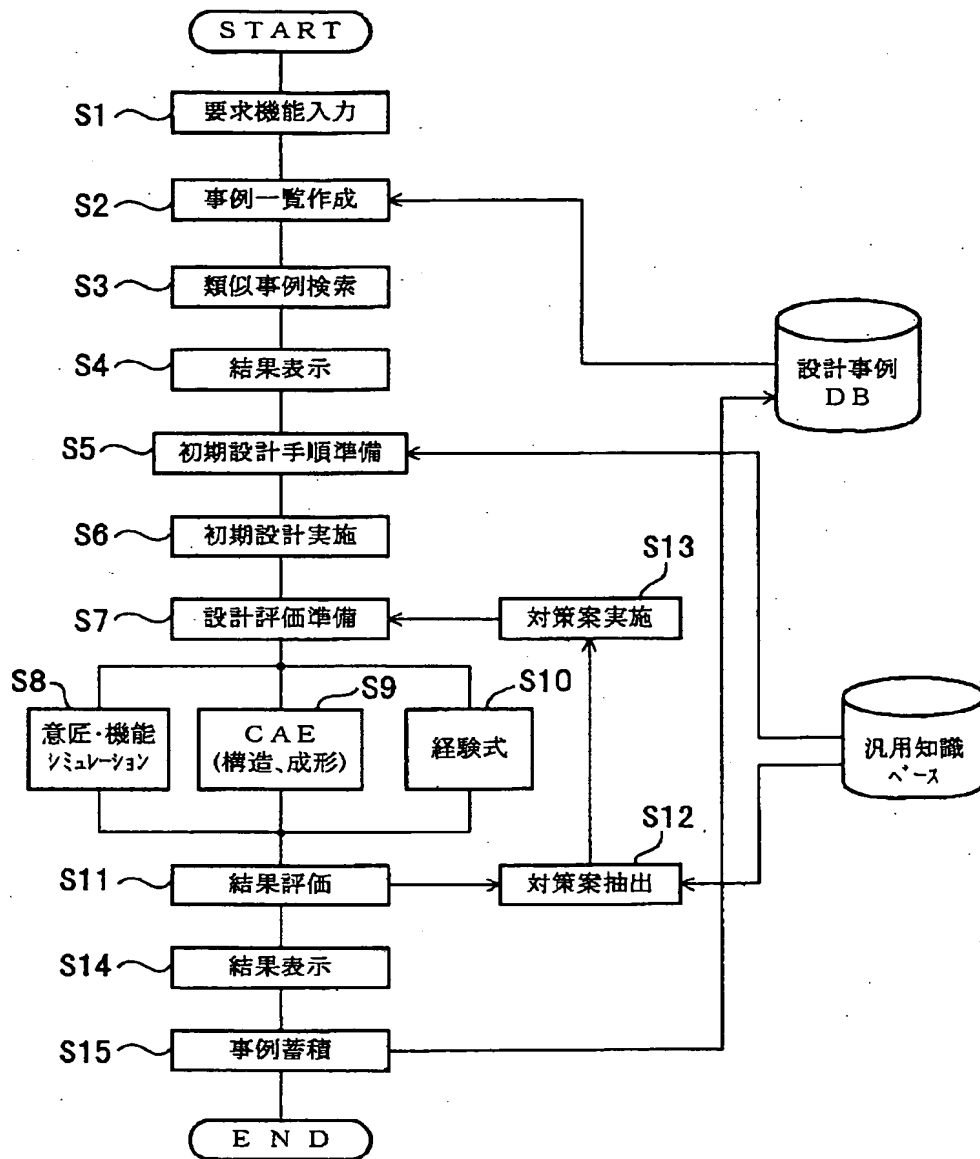 START
S1
要求機能入力
S2
事例一覧作成
S3
類似事例検索
設計事例
DB
S4
結果表示
S5
初期設計手順準備
S6
初期設計実施
S13
S7
設計評価準備
対策案実施
S8
意匠・機能
シミュレーション
S9
CAE
(構造、成形)
S10
経験式
汎用知識
ベース
S12
S11
結果評価
対策案抽出
S14
結果表示
S15
事例蓄積
END